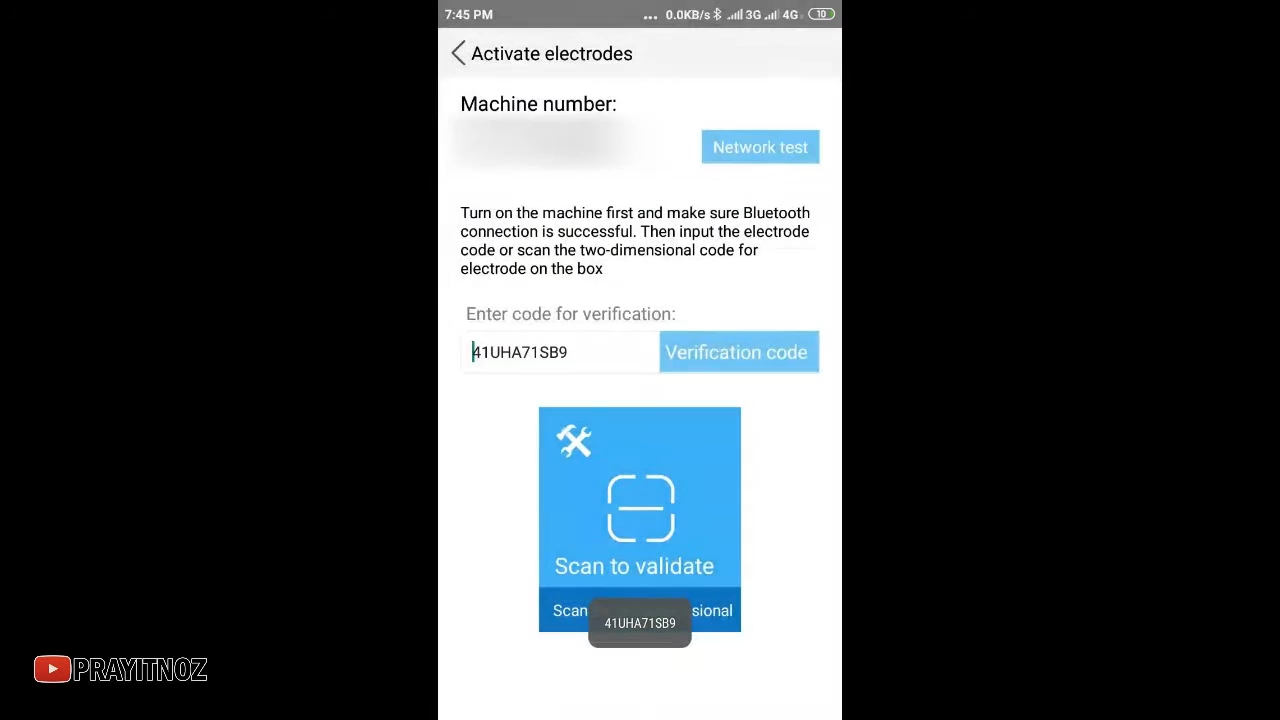 7:45 PM ... 0.0KB/s 3G 4G 10
Activate electrodes
Machine number:
Network test
Turn on the machine first and make sure Bluetooth
connection is successful. Then input the electrode
code or scan the two-dimensional code for
electrode on the box
Enter code for verification:
41UHA71SB9 Verification code
Scan to validate
Scan sional
41UHA71SB9
PRAYITNOZ